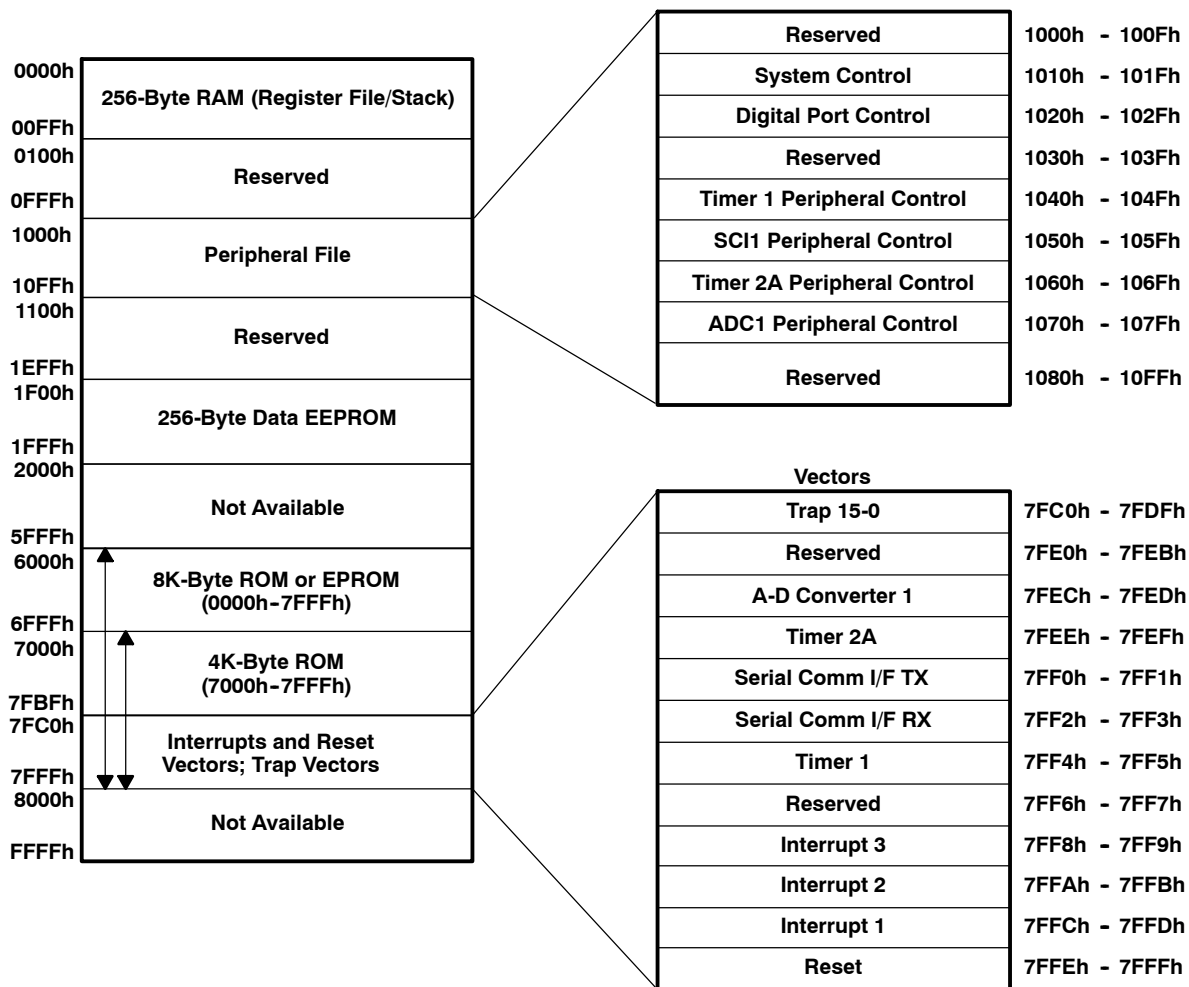 0000h
256-Byte RAM (Register File/Stack)
00FFh
0100h
Reserved
0FFFh
1000h
Peripheral File
10FFh
1100h
Reserved
1EFFh
1F00h
256-Byte Data EEPROM
1FFFh
2000h
Not Available
5FFFh
6000h
8K-Byte ROM or EPROM
(0000h-7FFFh)
6FFFh
7000h
4K-Byte ROM
(7000h-7FFFh)
7FBFh
7FC0h
Interrupts and Reset
Vectors; Trap Vectors
7FFFh
8000h
Not Available
FFFFh
Reserved 1000h - 100Fh
System Control 1010h - 101Fh
Digital Port Control 1020h - 102Fh
Reserved 1030h - 103Fh
Timer 1 Peripheral Control 1040h - 104Fh
SCI1 Peripheral Control 1050h - 105Fh
Timer 2A Peripheral Control 1060h - 106Fh
ADC1 Peripheral Control 1070h - 107Fh
Reserved 1080h - 10FFh
Vectors
Trap 15-0 7FC0h - 7FDFh
Reserved 7FE0h - 7FEBh
A-D Converter 1 7FECh - 7FEDh
Timer 2A 7FEEh - 7FEFh
Serial Comm I/F TX 7FF0h - 7FF1h
Serial Comm I/F RX 7FF2h - 7FF3h
Timer 1 7FF4h - 7FF5h
Reserved 7FF6h - 7FF7h
Interrupt 3 7FF8h - 7FF9h
Interrupt 2 7FFAh - 7FFBh
Interrupt 1 7FFCh - 7FFDh
Reset 7FFEh - 7FFFh